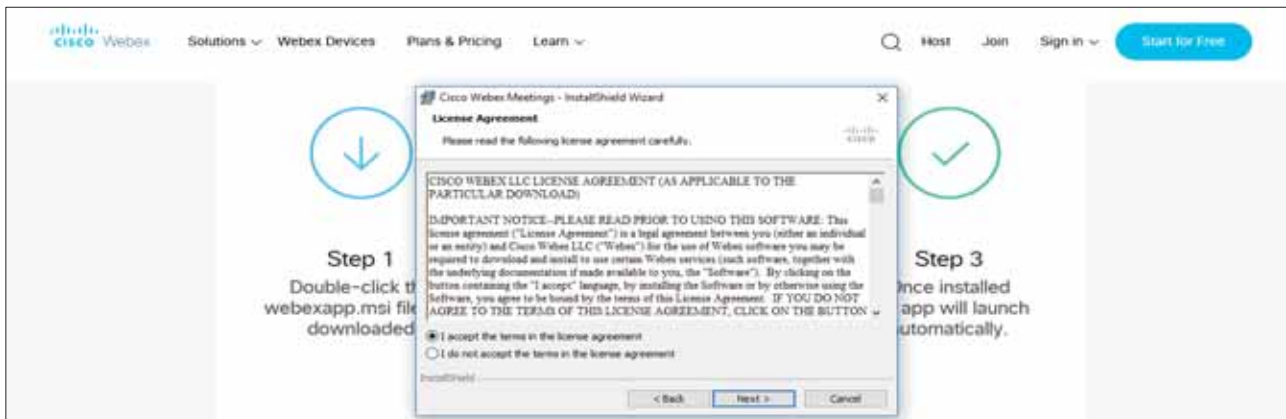 CISCO Webex Solutions Webex Devices Plans & Pricing Learn Host Join Sign in Start for Free
Cisco Webex Meetings - InstallShield Wizard
License Agreement
Please read the following license agreement carefully.
CISCO
CISCO WEBEX LLC LICENSE AGREEMENT (AS APPLICABLE TO THE
PARTICULAR DOWNLOAD)
IMPORTANT NOTICE--PLEASE READ PRIOR TO USING THIS SOFTWARE: This
license agreement ("License Agreement") is a legal agreement between you (either an individual
or an entity) and Cisco Webex LLC ("Webex") for the use of Webex software you may be
required to download and install to use certain Webex services (such software, together with
the underlying documentation if made available to you, the "Software"). By clicking on the
button containing the "I accept" language, by installing the Software or by otherwise using the
Software, you agree to be bound by the terms of this License Agreement. IF YOU DO NOT
AGREE TO THE TERMS OF THIS LICENSE AGREEMENT, CLICK ON THE BUTTON
I accept the terms in the license agreement
I do not accept the terms in the license agreement
InstallShield
< Back Next > Cancel
Step 1
Double-click th
webexapp.msi file
downloaded
Step 3
Once installed
app will launch
utomatically.